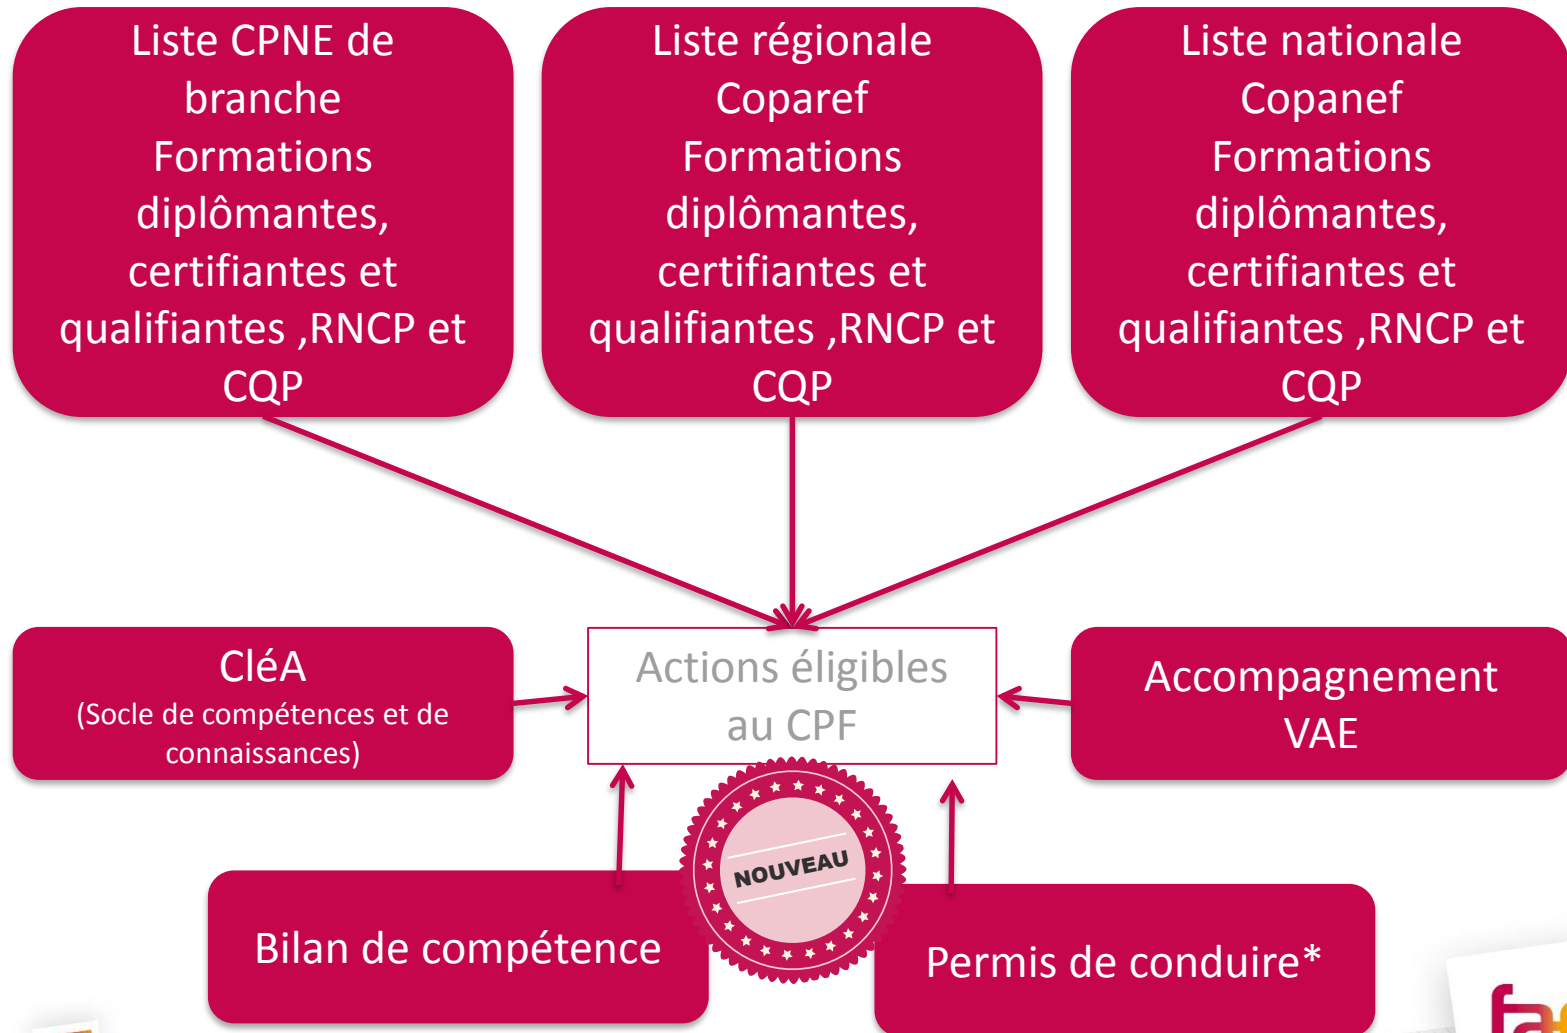 Liste CPNE de
branche
Formations
diplômantes,
certifiantes et
qualifiantes ,RNCP et
CQP
Liste régionale
Coparef
Formations
diplômantes,
certifiantes et
qualifiantes ,RNCP et
CQP
Liste nationale
Copanef
Formations
diplômantes,
certifiantes et
qualifiantes ,RNCP et
CQP
CléA
(Socle de compétences et de
connaissances)
Actions éligibles
au CPF
Accompagnement
VAE
NOUVEAU
Bilan de compétence
Permis de conduire*